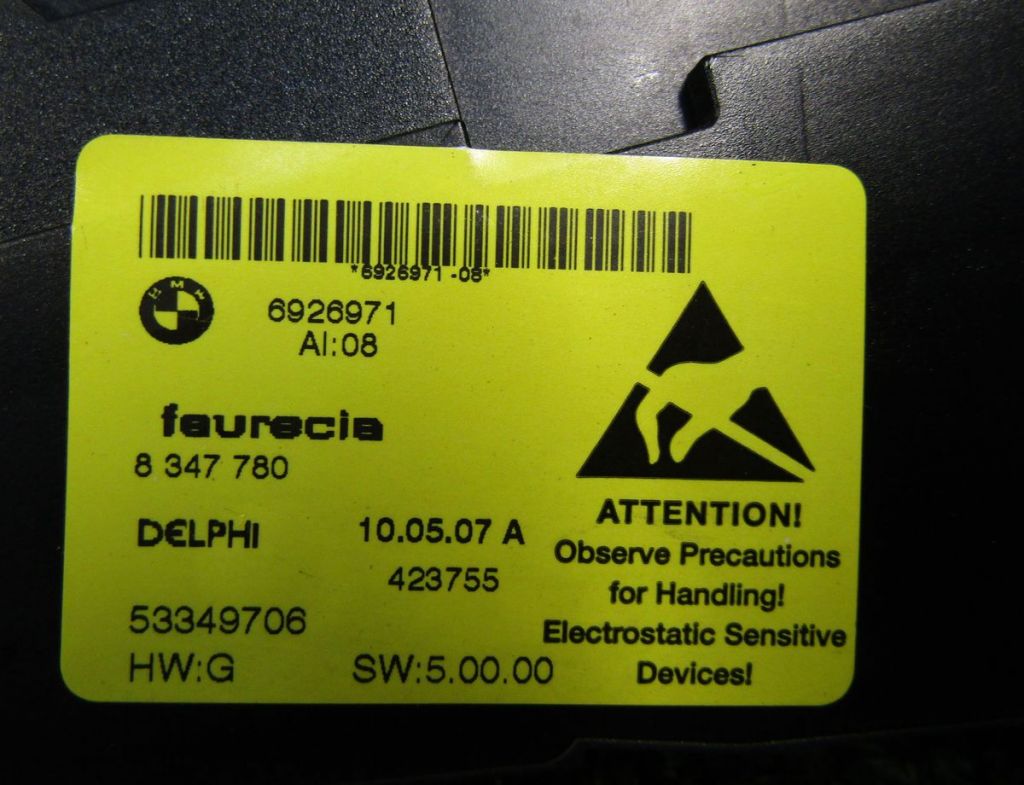 *6926971-08*
BMW
6926971
AI:08
faurecia
8 347 780
DELPHI 10.05.07 A
423755
53349706
HW:G SW:5.00.00
ATTENTION!
Observe Precautions
for Handling!
Electrostatic Sensitive
Devices!